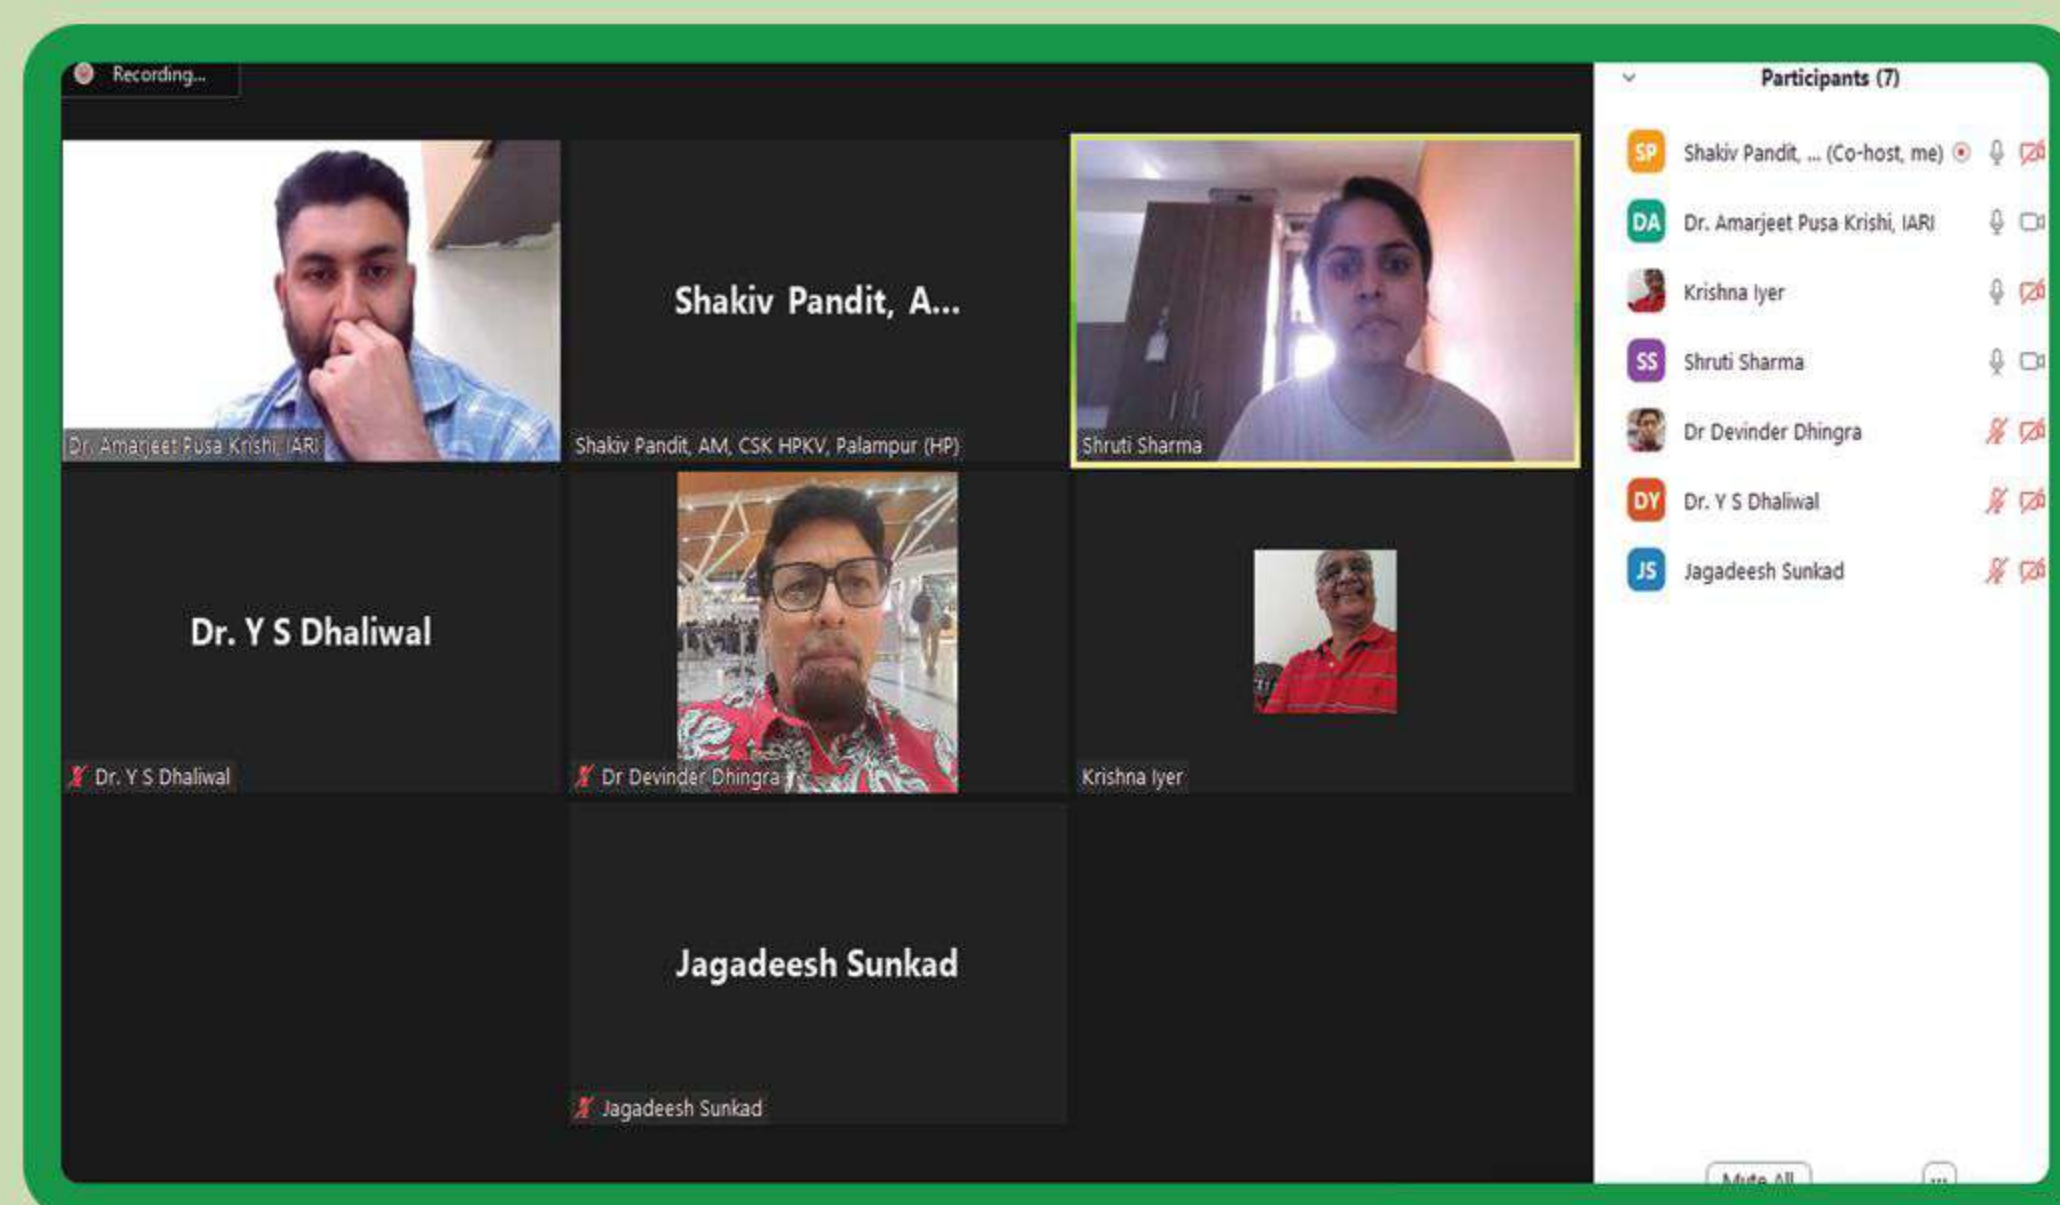 Recording...
Dr. Amarjeet Pusa Krishi, IARI
Shakiv Pandit, A...
Shakiv Pandit, AM, CSK HPKV, Palampur (HP)
Shruti Sharma
Dr. Y S Dhaliwal
Dr. Y S Dhaliwal
Dr Devinder Dhingra
Krishna Iyer
Jagadeesh Sunkad
Jagadeesh Sunkad
Participants (7)
SP Shakiv Pandit, ... (Co-host, me)
DA Dr. Amarjeet Pusa Krishi, IARI
Krishna Iyer
SS Shruti Sharma
Dr Devinder Dhingra
DY Dr. Y S Dhaliwal
JS Jagadeesh Sunkad
Mute All ...